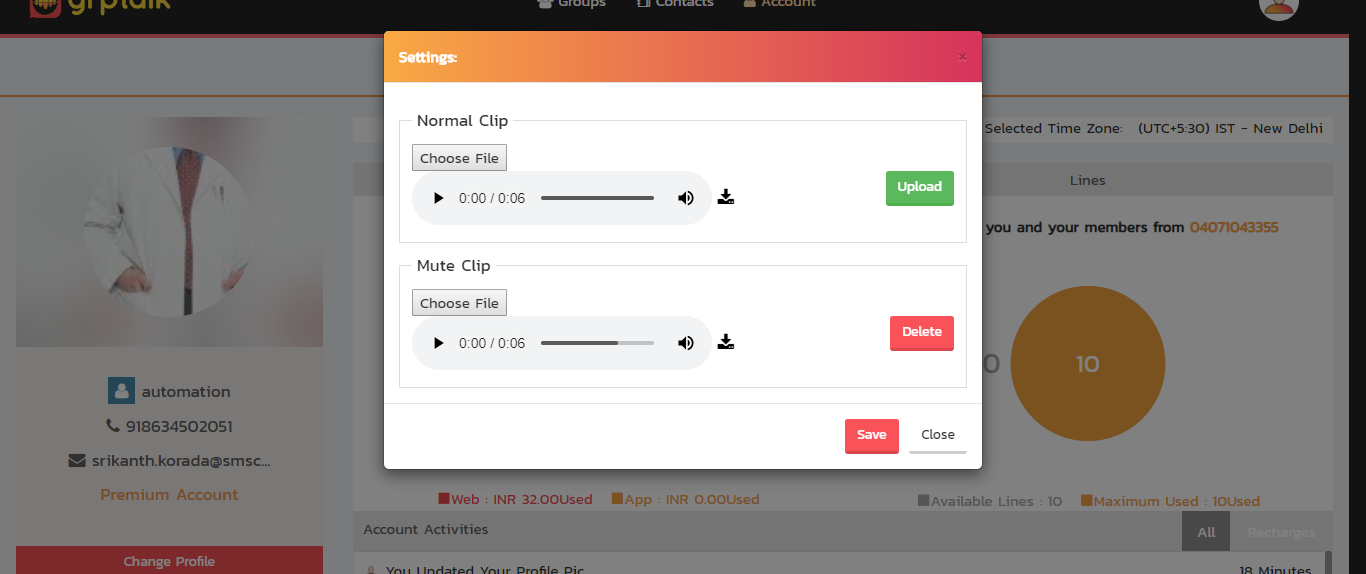 grptalk
Groups
Contacts
Account
Settings:
×
Selected Time Zone: (UTC+5:30) IST - New Delhi
Normal Clip
Choose File
0:00 / 0:06
Upload
Lines
you and your members from 04071043355
Mute Clip
Choose File
0:00 / 0:06
Delete
0
10
automation
918634502051
srikanth.korada@smsc...
Premium Account
Save
Close
Web : INR 32.00Used
App : INR 0.00Used
Available Lines : 10
Maximum Used : 10Used
Account Activities
All
Recharges
Change Profile
You Updated Your Profile Pic
18 Minutes